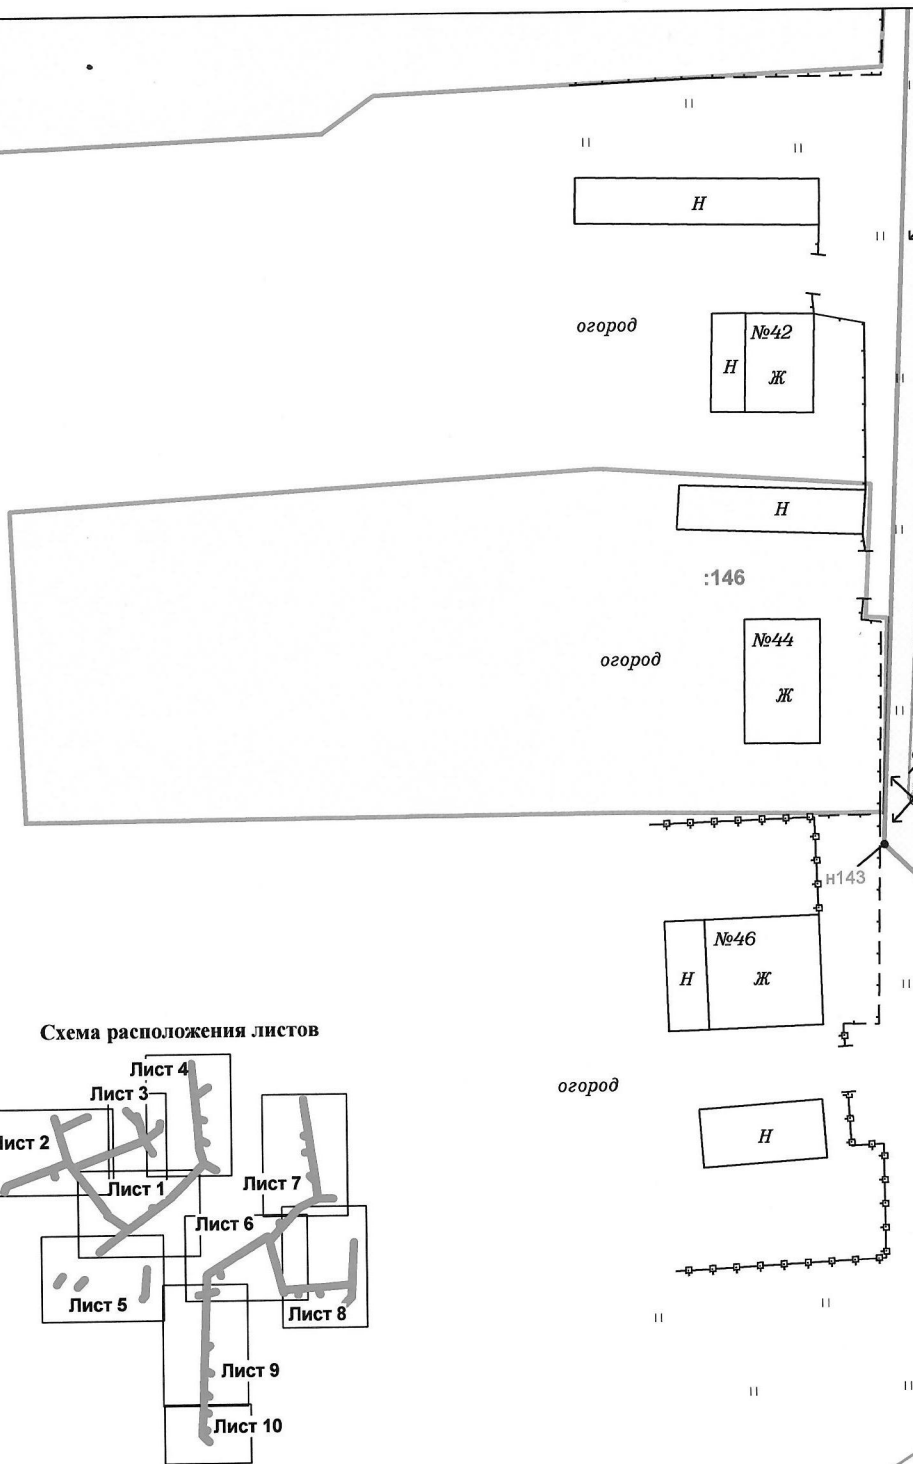 Н
огород
№42
Н
Ж
Н
:146
огород
№44
Ж
н143
№46
Н
Ж
огород
Н
Схема расположения листов
Лист 4
Лист 3
Лист 2
Лист 1
Лист 7
Лист 6
Лист 5
Лист 8
Лист 9
Лист 10